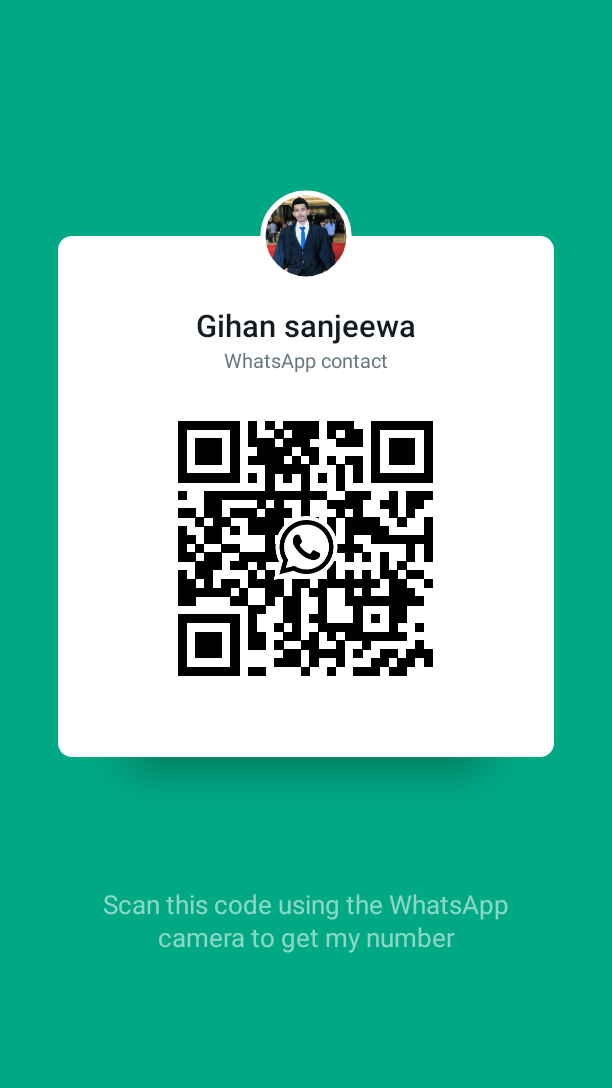 Gihan sanjeewa
WhatsApp contact
Scan this code using the WhatsApp
camera to get my number